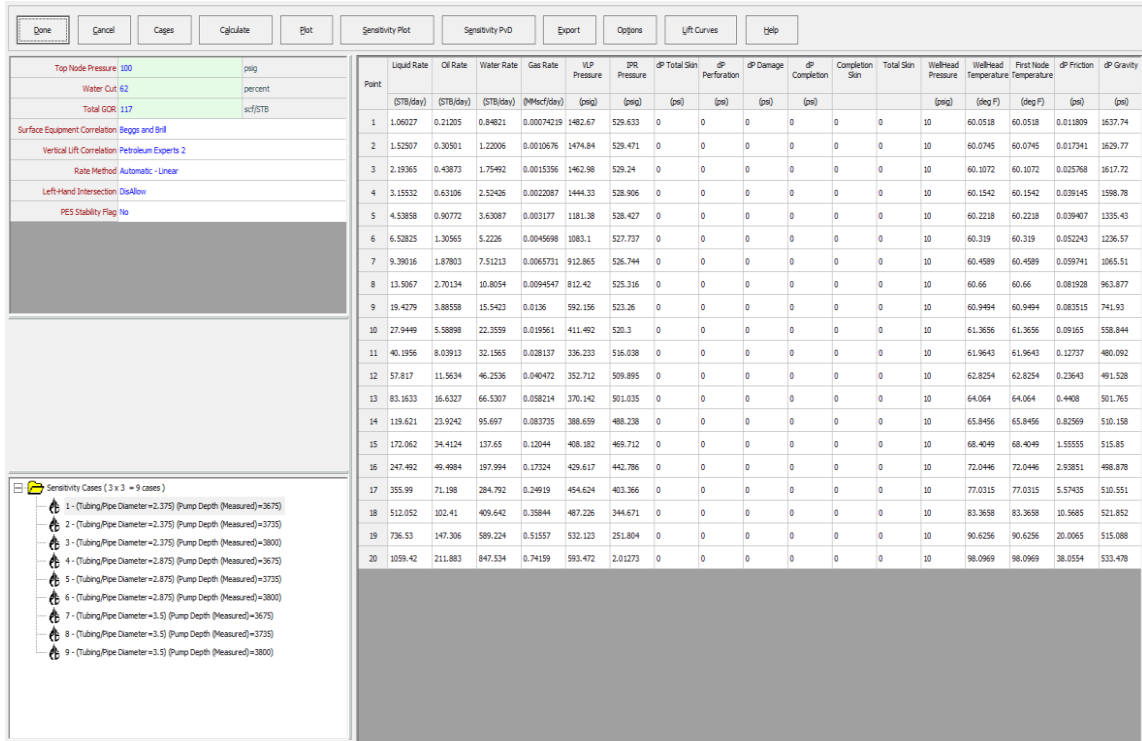 Done Cancel Cases Calculate Plot Sensitivity Plot Sensitivity PvD Export Options Lift Curves Help
Top Node Pressure 100 psig
Water Cut 62 percent
Total GOR 117 scf/STB
Surface Equipment Correlation Beggs and Brill
Vertical Lift Correlation Petroleum Experts 2
Rate Method Automatic - Linear
Left-Hand Intersection DisAllow
PE5 Stability Flag No
Sensitivity Cases ( 3 x 3 = 9 cases )
1 - (Tubing/Pipe Diameter=2.375) (Pump Depth (Measured)=3675)
2 - (Tubing/Pipe Diameter=2.375) (Pump Depth (Measured)=3735)
3 - (Tubing/Pipe Diameter=2.375) (Pump Depth (Measured)=3800)
4 - (Tubing/Pipe Diameter=2.875) (Pump Depth (Measured)=3675)
5 - (Tubing/Pipe Diameter=2.875) (Pump Depth (Measured)=3735)
6 - (Tubing/Pipe Diameter=2.875) (Pump Depth (Measured)=3800)
7 - (Tubing/Pipe Diameter=3.5) (Pump Depth (Measured)=3675)
8 - (Tubing/Pipe Diameter=3.5) (Pump Depth (Measured)=3735)
9 - (Tubing/Pipe Diameter=3.5) (Pump Depth (Measured)=3800)
Point Liquid Rate Oil Rate Water Rate Gas Rate VLP Pressure IPR Pressure dP Total Skin dP Perforation dP Damage dP Completion Completion Skin Total Skin WellHead Pressure WellHead Temperature First Node Temperature dP Friction dP Gravity
(STB/day) (STB/day) (STB/day) (MMscf/day) (psig) (psig) (psi) (psi) (psi) (psi) (psig) (deg F) (deg F) (psi) (psi)
1 1.06027 0.21205 0.84821 0.00074219 1482.67 529.633 0 0 0 0 0 0 10 60.0518 60.0518 0.011809 1637.74
2 1.52507 0.30501 1.22006 0.0010676 1474.84 529.471 0 0 0 0 0 0 10 60.0745 60.0745 0.017341 1629.77
3 2.19365 0.43873 1.75492 0.0015356 1462.98 529.24 0 0 0 0 0 0 10 60.1072 60.1072 0.025768 1617.72
4 3.15532 0.63106 2.52426 0.0022087 1444.33 528.906 0 0 0 0 0 0 10 60.1542 60.1542 0.039145 1598.78
5 4.53858 0.90772 3.63087 0.003177 1181.38 528.427 0 0 0 0 0 0 10 60.2218 60.2218 0.039407 1335.43
6 6.52825 1.30565 5.2226 0.0045698 1083.1 527.737 0 0 0 0 0 0 10 60.319 60.319 0.052243 1236.57
7 9.39016 1.87803 7.51213 0.0065731 912.865 526.744 0 0 0 0 0 0 10 60.4589 60.4589 0.059741 1065.51
8 13.5067 2.70134 10.8054 0.0094547 812.42 525.316 0 0 0 0 0 0 10 60.66 60.66 0.081928 963.877
9 19.4279 3.88558 15.5423 0.0136 592.156 523.26 0 0 0 0 0 0 10 60.9494 60.9494 0.083515 741.93
10 27.9449 5.58898 22.3559 0.019561 411.492 520.3 0 0 0 0 0 0 10 61.3656 61.3656 0.09165 558.844
11 40.1956 8.03913 32.1565 0.028137 336.233 516.038 0 0 0 0 0 0 10 61.9643 61.9643 0.12737 480.092
12 57.817 11.5634 46.2536 0.040472 352.712 509.895 0 0 0 0 0 0 10 62.8254 62.8254 0.23643 491.528
13 83.1633 16.6327 66.5307 0.058214 370.142 501.035 0 0 0 0 0 0 10 64.064 64.064 0.4408 501.765
14 119.621 23.9242 95.697 0.083735 388.659 488.238 0 0 0 0 0 0 10 65.8456 65.8456 0.82569 510.158
15 172.062 34.4124 137.65 0.12044 408.182 469.712 0 0 0 0 0 0 10 68.4049 68.4049 1.55555 515.85
16 247.492 49.4984 197.994 0.17324 429.617 442.786 0 0 0 0 0 0 10 72.0446 72.0446 2.93851 498.878
17 355.99 71.198 284.792 0.24919 454.624 403.366 0 0 0 0 0 0 10 77.0315 77.0315 5.57435 510.551
18 512.052 102.41 409.642 0.35844 487.226 344.671 0 0 0 0 0 0 10 83.3658 83.3658 10.5685 521.852
19 736.53 147.306 589.224 0.51557 532.123 251.804 0 0 0 0 0 0 10 90.6256 90.6256 20.0065 515.088
20 1059.42 211.883 847.534 0.74159 593.472 2.01273 0 0 0 0 0 0 10 98.0969 98.0969 38.0554 533.478